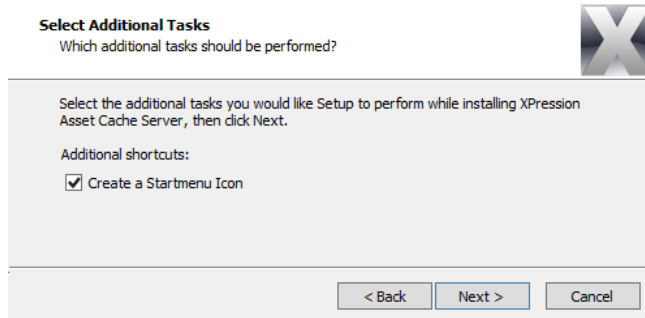 Select Additional Tasks
Which additional tasks should be performed?
X
Select the additional tasks you would like Setup to perform while installing XPression
Asset Cache Server, then click Next.
Additional shortcuts:
Create a Startmenu Icon
< Back Next > Cancel